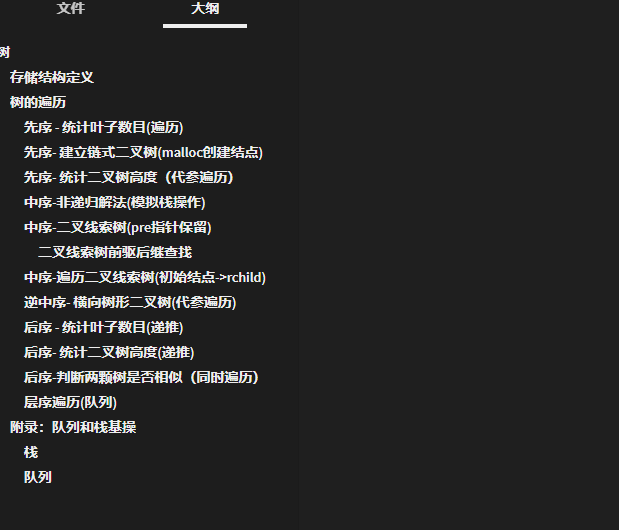 文件 大纲
树
存储结构定义
树的遍历
先序 - 统计叶子数目(遍历)
先序- 建立链式二叉树(malloc创建结点)
先序- 统计二叉树高度（代参遍历）
中序-非递归解法(模拟栈操作)
中序-二叉线索树(pre指针保留)
二叉线索树前驱后继查找
中序-遍历二叉线索树(初始结点->rchild)
逆中序- 横向树形二叉树(代参遍历)
后序 - 统计叶子数目(递推)
后序- 统计二叉树高度(递推)
后序-判断两颗树是否相似（同时遍历）
层序遍历(队列)
附录：队列和栈基操
栈
队列